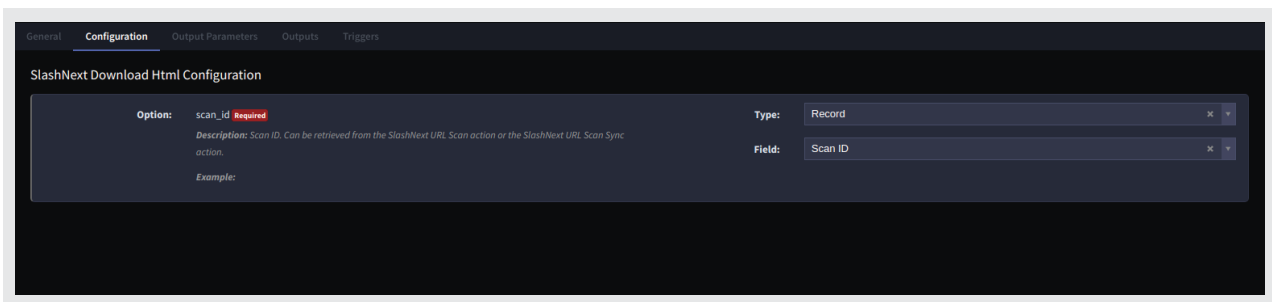 General Configuration Output Parameters Outputs Triggers
SlashNext Download Html Configuration
Option: scan_id Required Type: Record × ▾
Description: Scan ID. Can be retrieved from the SlashNext URL Scan action or the SlashNext URL Scan Sync
action.
Field: Scan ID × ▾
Example: